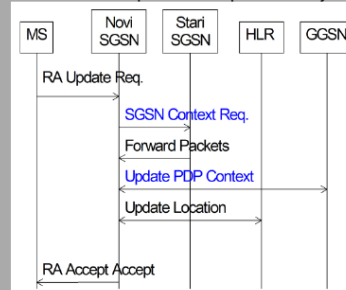 MS
Novi
SGSN
Stari
SGSN
HLR
GGSN
RA Update Req.
SGSN Context Req.
Forward Packets
Update PDP Context
Update Location
RA Accept Accept